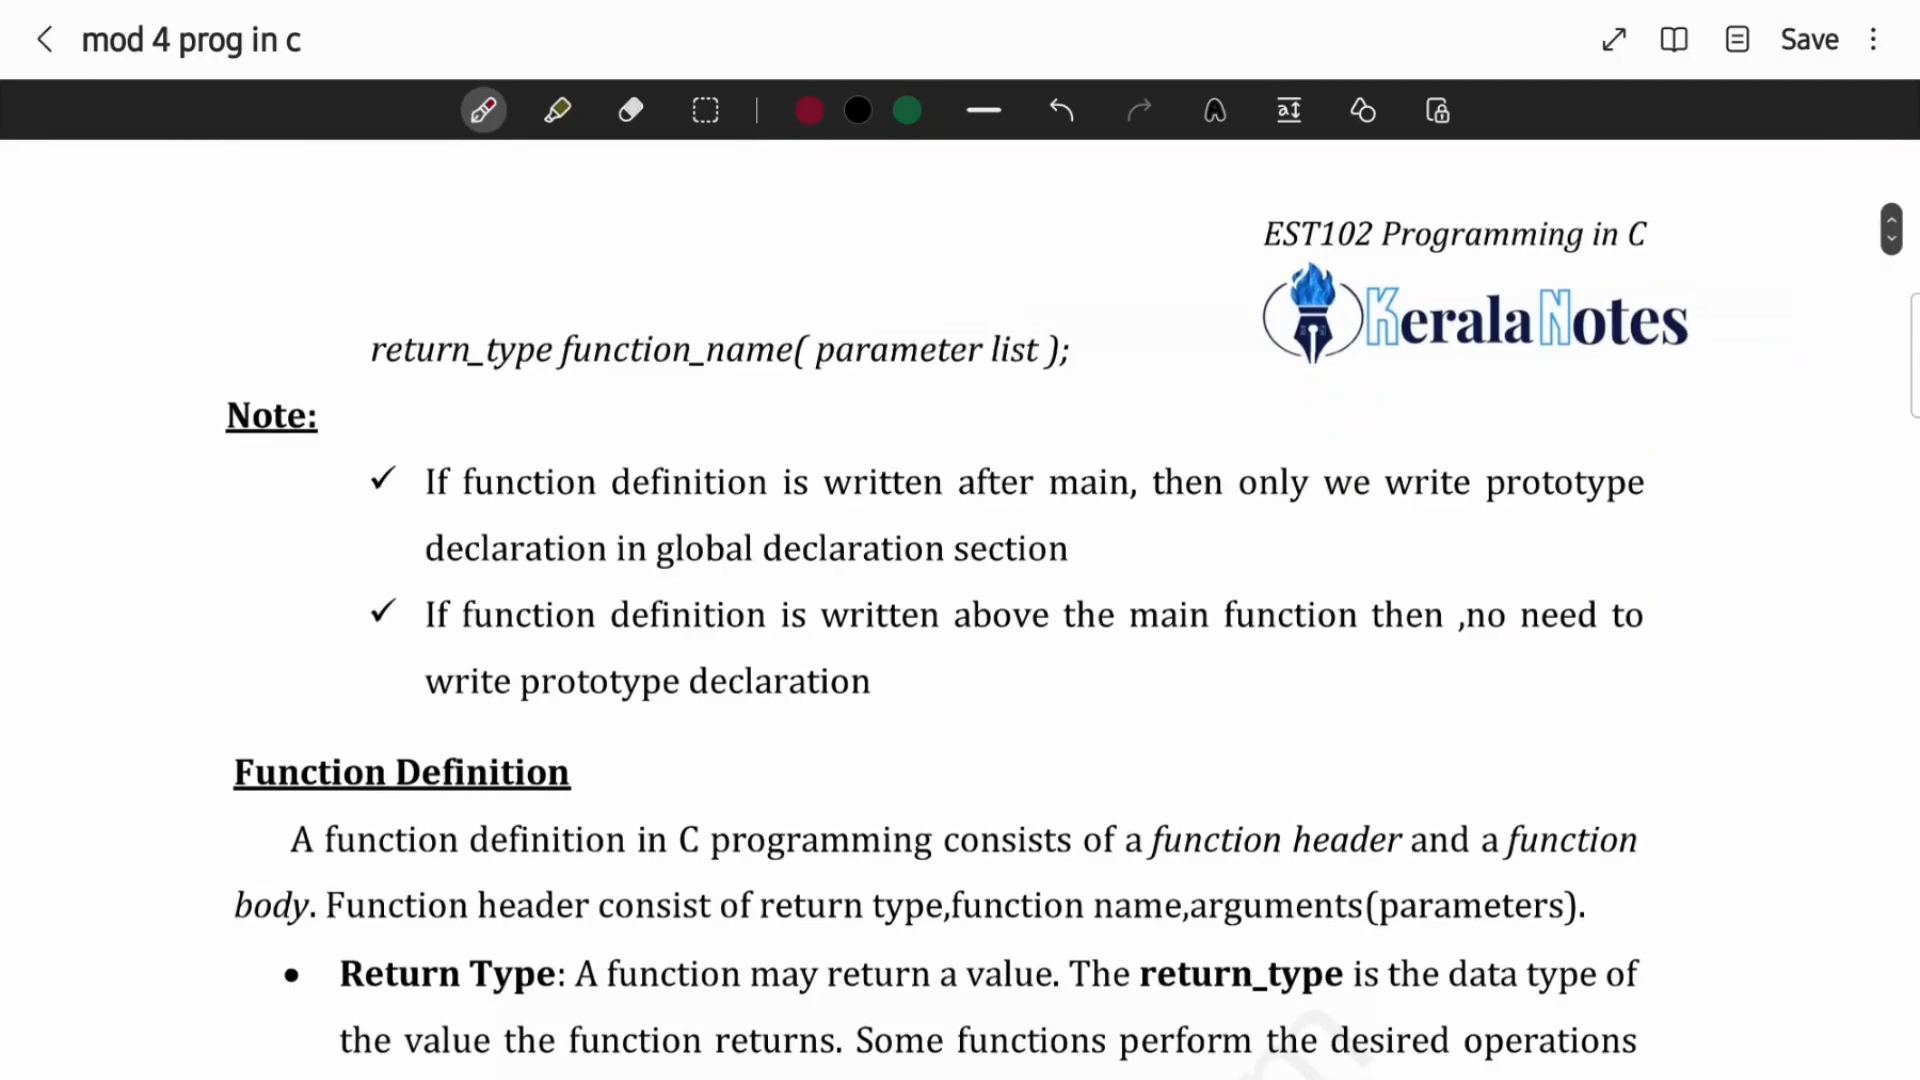 mod 4 prog in c
Save
EST102 Programming in C
KeralaNotes
return_type function_name( parameter list );
Note:
✓ If function definition is written after main, then only we write prototype
declaration in global declaration section
✓ If function definition is written above the main function then ,no need to
write prototype declaration
Function Definition
A function definition in C programming consists of a function header and a function
body. Function header consist of return type,function name,arguments(parameters).
• Return Type: A function may return a value. The return_type is the data type of
the value the function returns. Some functions perform the desired operations